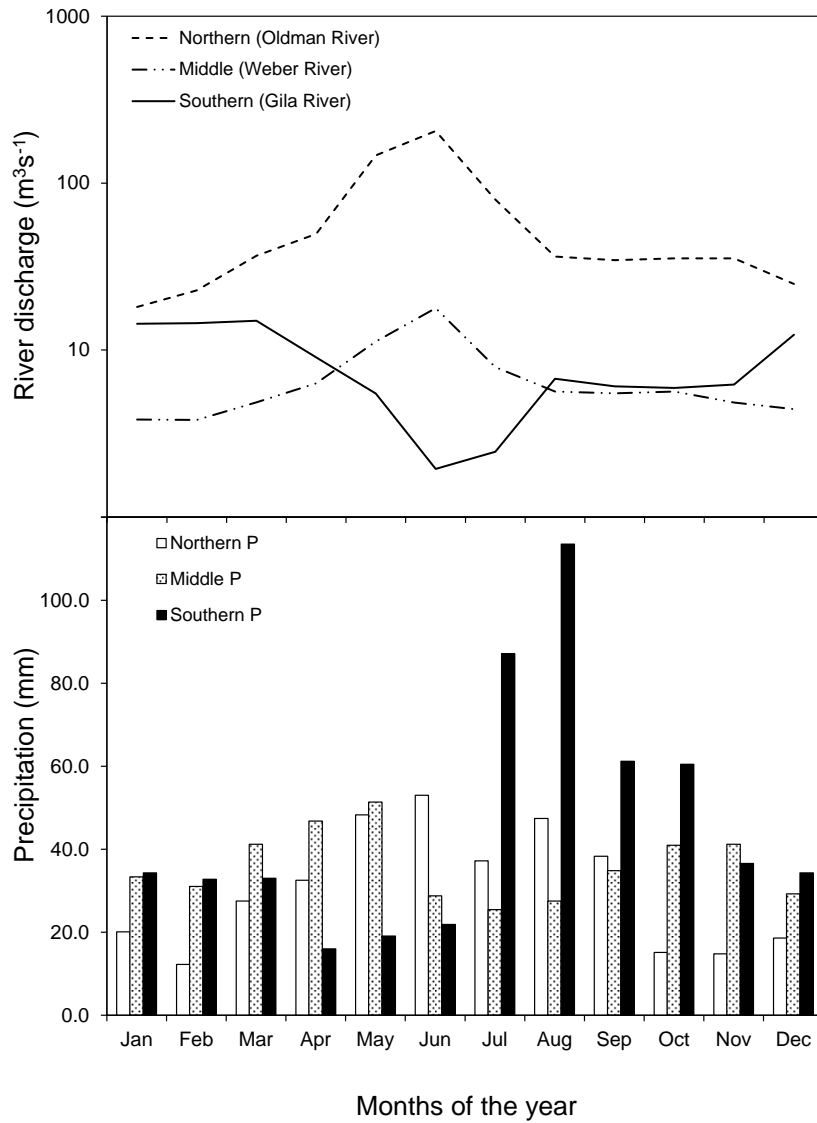 1000
100
10
River discharge (m³s⁻¹)
Northern (Oldman River)
Middle (Weber River)
Southern (Gila River)
Northern P
Middle P
Southern P
100.0
80.0
60.0
40.0
20.0
0.0
Precipitation (mm)
Jan Feb Mar Apr May Jun Jul Aug Sep Oct Nov Dec
Months of the year